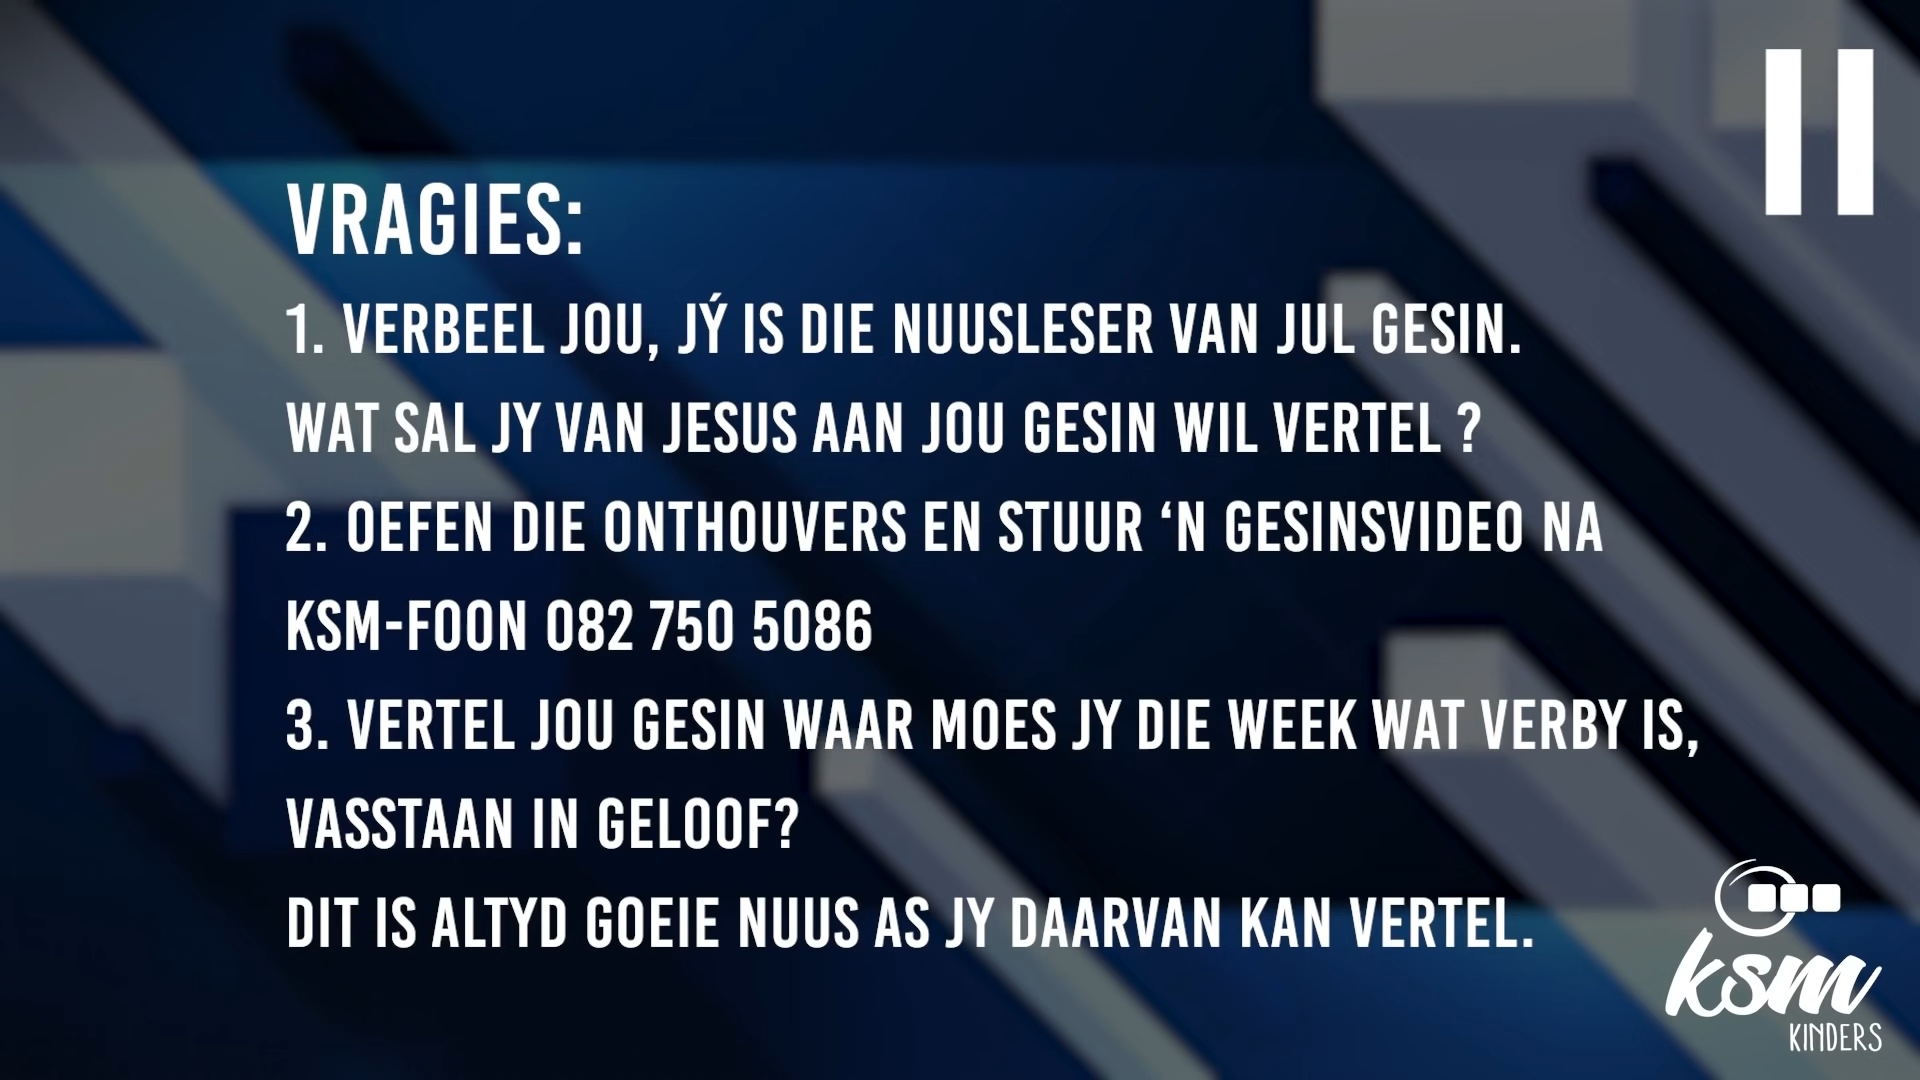 VRAGIES:
1. VERBEEL JOU, JÝ IS DIE NUUSLESER VAN JUL GESIN.
WAT SAL JY VAN JESUS AAN JOU GESIN WIL VERTEL ?
2. OEFEN DIE ONTHOUVERS EN STUUR ‘N GESINSVIDEO NA
KSM-FOON 082 750 5086
3. VERTEL JOU GESIN WAAR MOES JY DIE WEEK WAT VERBY IS,
VASSTAAN IN GELOOF?
DIT IS ALTYD GOEIE NUUS AS JY DAARVAN KAN VERTEL.
ksm
KINDERS